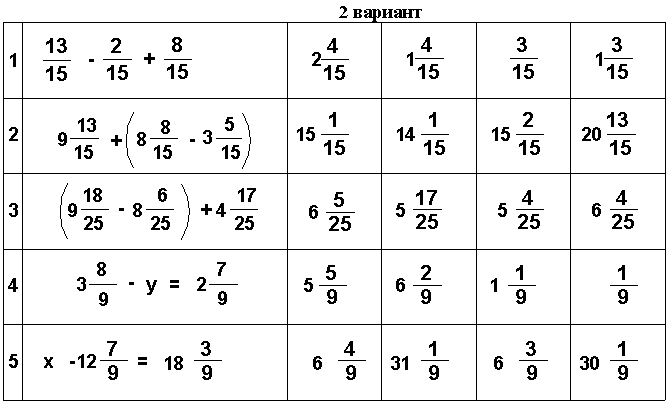 2 вариант
1 13/15 - 2/15 + 8/15 2 4/15 1 4/15 3/15 1 3/15
2 9 13/15 + (8 8/15 - 3 5/15) 15 1/15 14 1/15 15 2/15 20 13/15
3 (9 18/25 - 8 6/25) + 4 17/25 6 5/25 5 17/25 5 4/25 6 4/25
4 3 8/9 - y = 2 7/9 5 5/9 6 2/9 1 1/9 1/9
5 x -12 7/9 = 18 3/9 6 4/9 31 1/9 6 3/9 30 1/9